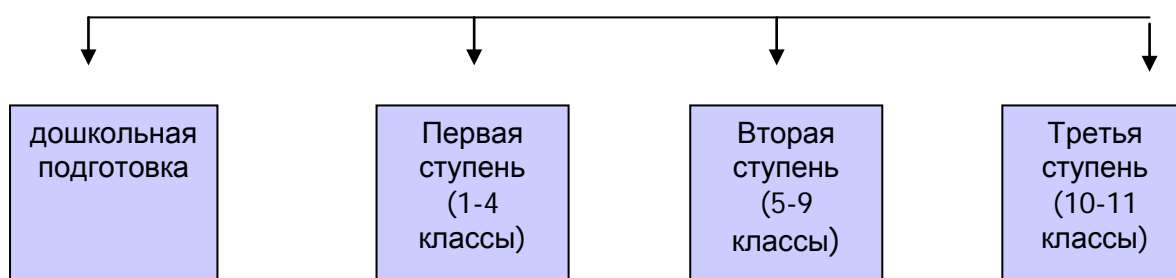 дошкольная
подготовка
Первая
ступень
(1-4
классы)
Вторая
ступень
(5-9
классы)
Третья
ступень
(10-11
классы)